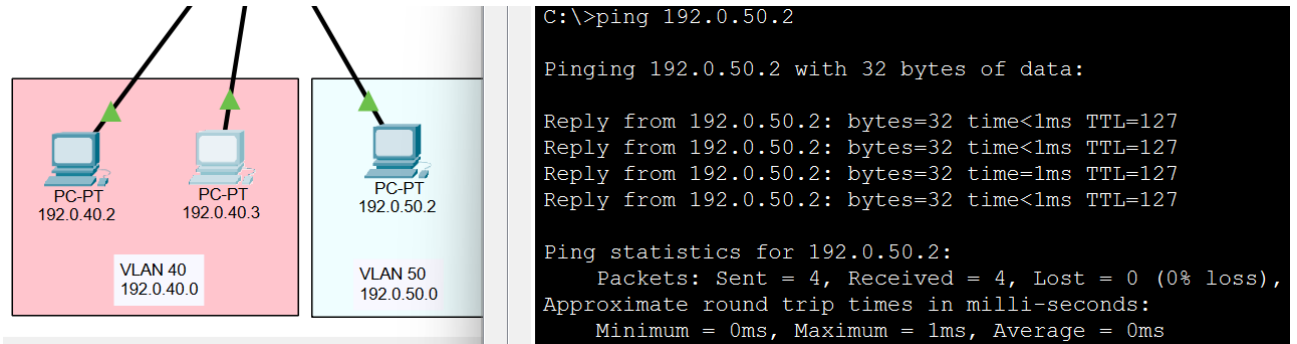 PC-PT
192.0.40.2
PC-PT
192.0.40.3
VLAN 40
192.0.40.0
PC-PT
192.0.50.2
VLAN 50
192.0.50.0
C:\>ping 192.0.50.2
Pinging 192.0.50.2 with 32 bytes of data:
Reply from 192.0.50.2: bytes=32 time<1ms TTL=127
Reply from 192.0.50.2: bytes=32 time<1ms TTL=127
Reply from 192.0.50.2: bytes=32 time=1ms TTL=127
Reply from 192.0.50.2: bytes=32 time<1ms TTL=127
Ping statistics for 192.0.50.2:
Packets: Sent = 4, Received = 4, Lost = 0 (0% loss),
Approximate round trip times in milli-seconds:
Minimum = 0ms, Maximum = 1ms, Average = 0ms